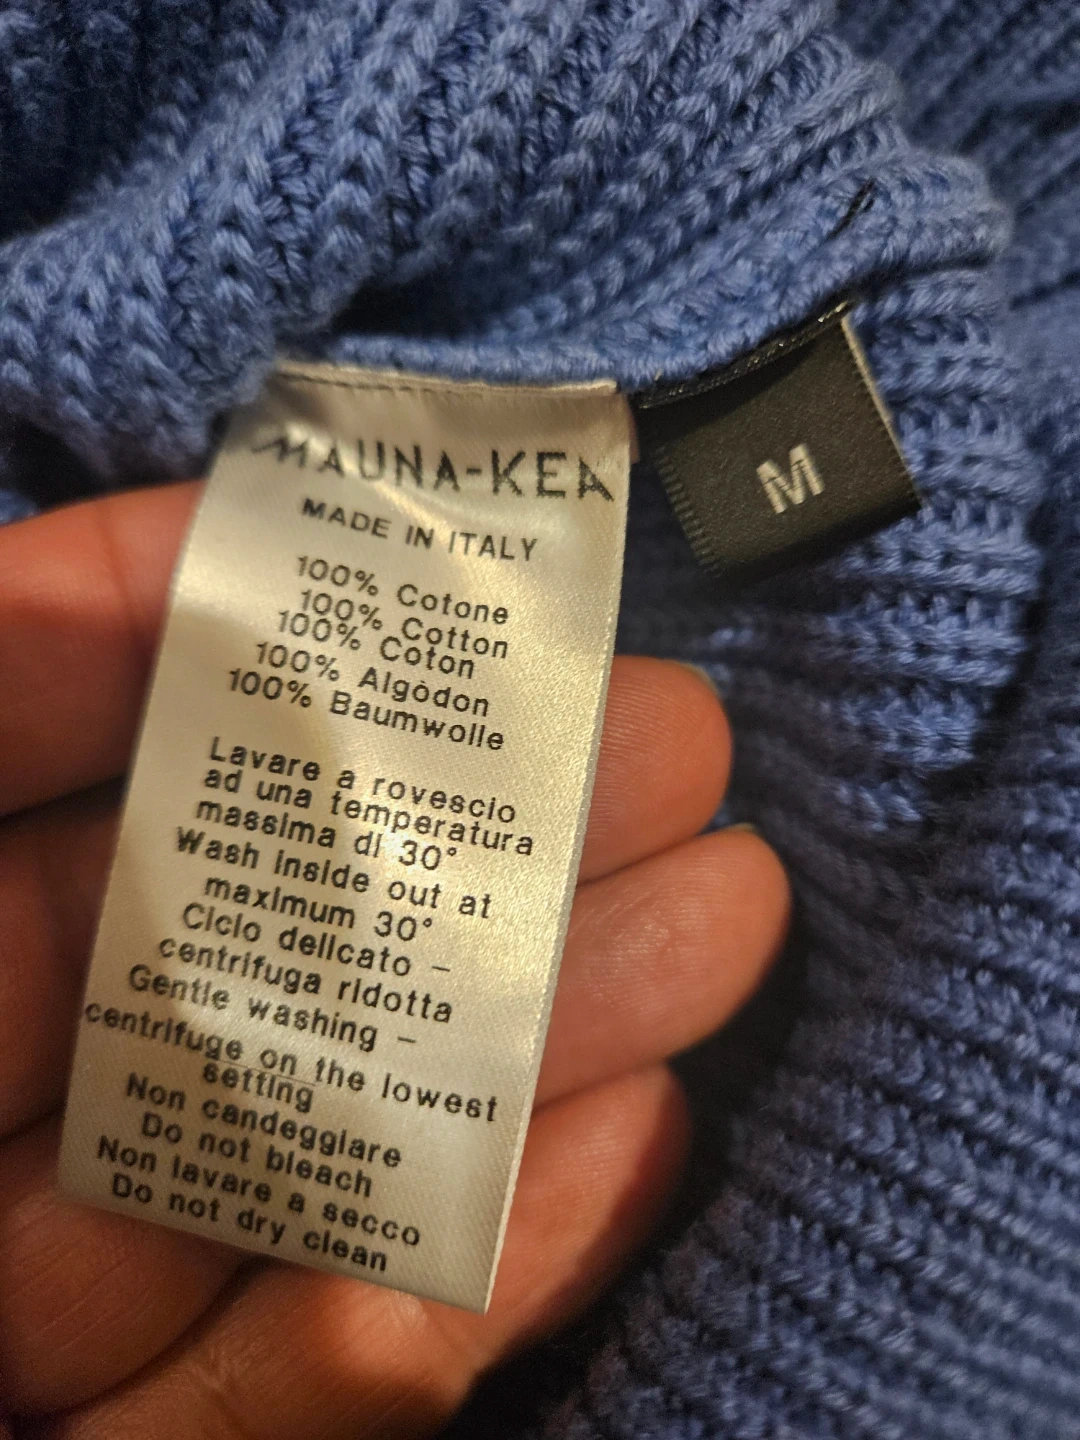 MAUNA-KEA
MADE IN ITALY
100% Cotone
100% Cotton
100% Coton
100% Algòdon
100% Baumwolle
Lavare a rovescio
ad una temperatura
massima di 30°
Wash inside out at
maximum 30°
Ciclo delicato –
centrifuga ridotta
Gentle washing –
centrifuge on the lowest
setting
Non candeggiare
Do not bleach
Non lavare a secco
Do not dry clean
M